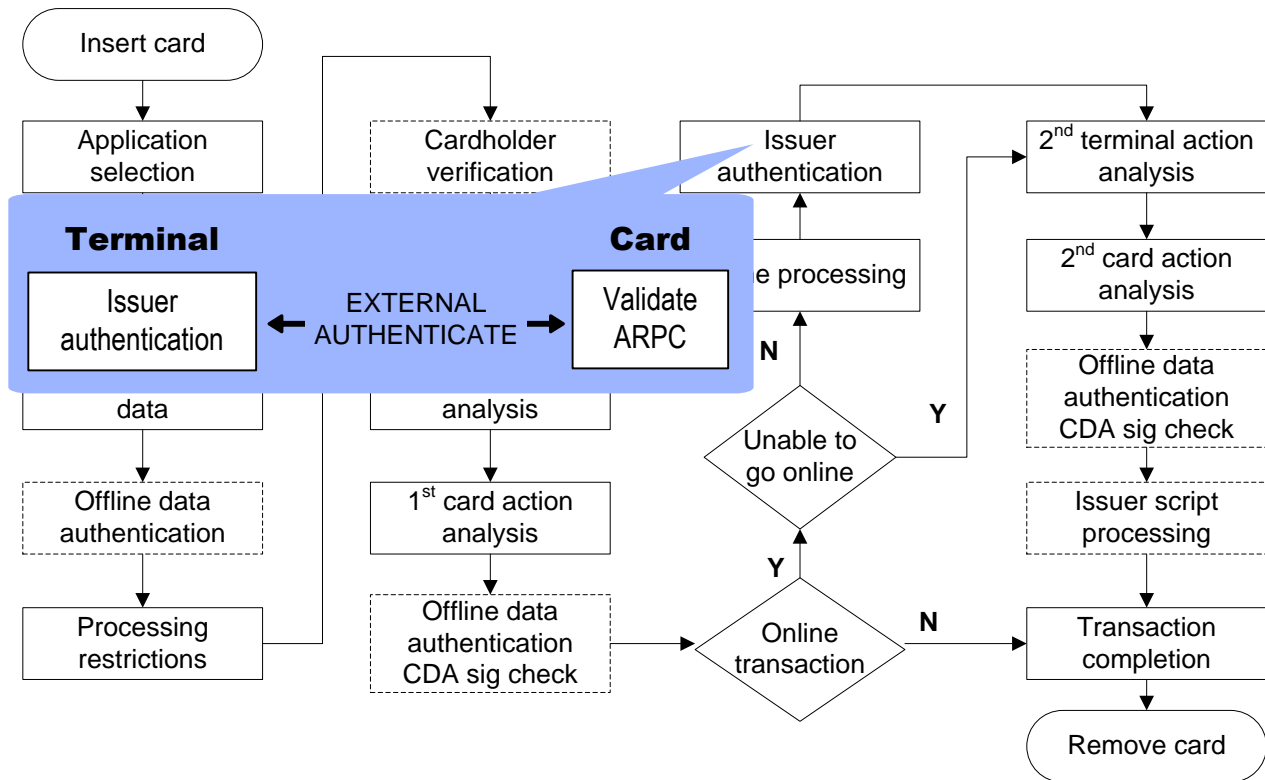 Insert card
Application
selection
Terminal
Issuer
authentication
EXTERNAL
AUTHENTICATE
Card
Validate
ARPC
data
Offline data
authentication
Processing
restrictions
Cardholder
verification
analysis
1st card action
analysis
Offline data
authentication
CDA sig check
Issuer
authentication
processing
N
Unable to
go online
Y
Y
Online
transaction
N
2nd terminal action
analysis
2nd card action
analysis
Offline data
authentication
CDA sig check
Issuer script
processing
Transaction
completion
Remove card